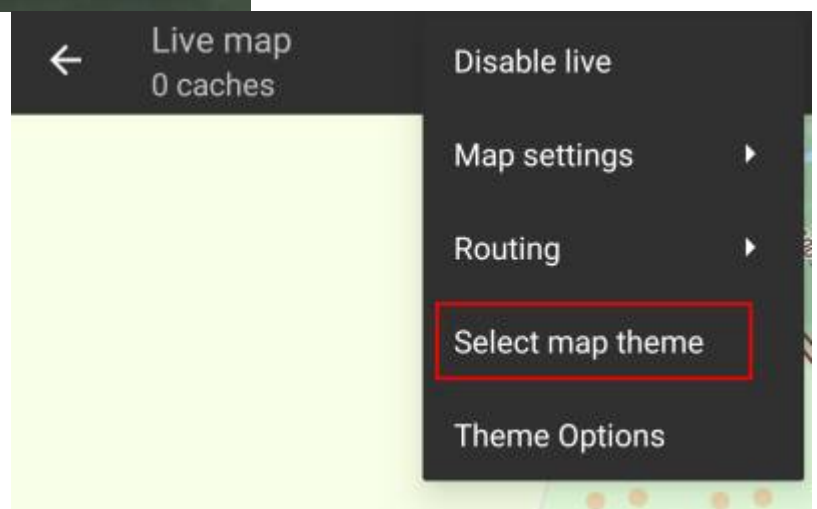 Live map
0 caches
Disable live
Map settings
Routing
Select map theme
Theme Options